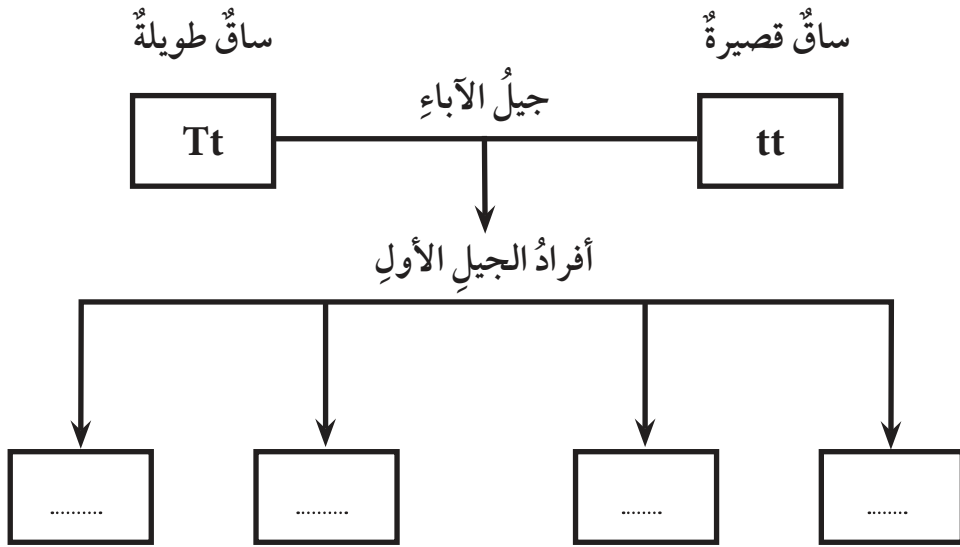 ساقٌ قصيرةٌ
ساقٌ طويلةٌ
جيلُ الآباءِ
tt
Tt
أفرادُ الجيلِ الأولِ
........
........
..........
..........